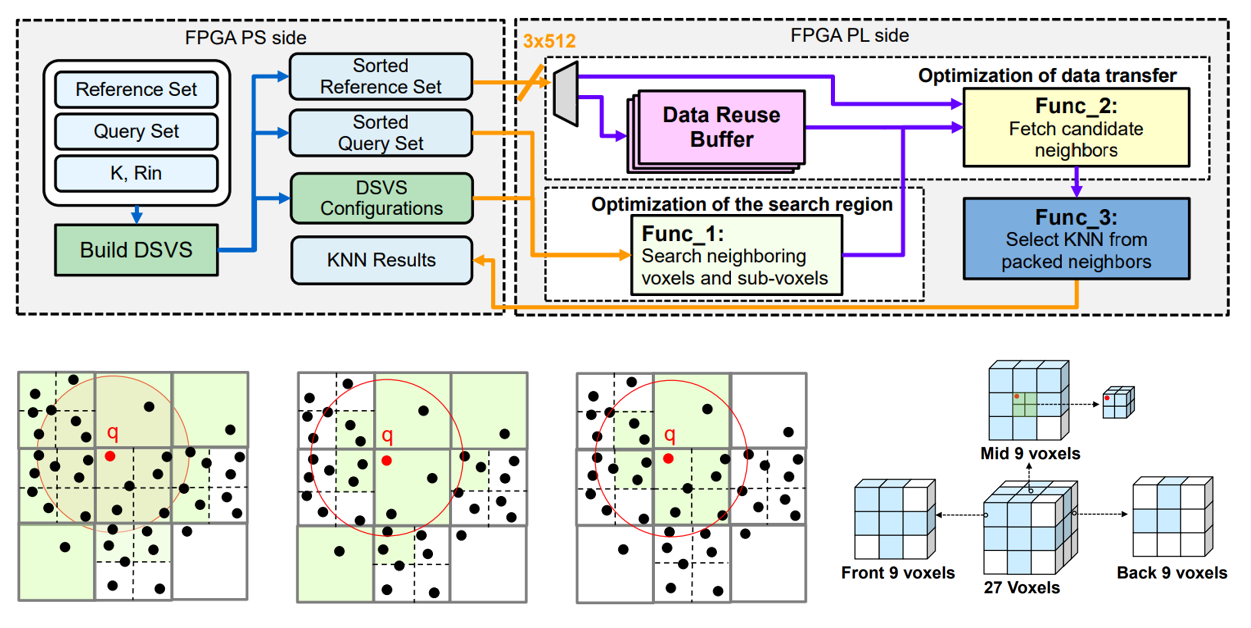 FPGA PS side
Reference Set
Query Set
K, Rin
Build DSVS
Sorted
Reference Set
Sorted
Query Set
DSVS
Configurations
KNN Results
FPGA PL side
3x512
Optimization of data transfer
Data Reuse
Buffer
Func_2:
Fetch candidate
neighbors
Optimization of the search region
Func_1:
Search neighboring
voxels and sub-voxels
Func_3:
Select KNN from
packed neighbors
q
q
q
Mid 9 voxels
Front 9 voxels
27 Voxels
Back 9 voxels